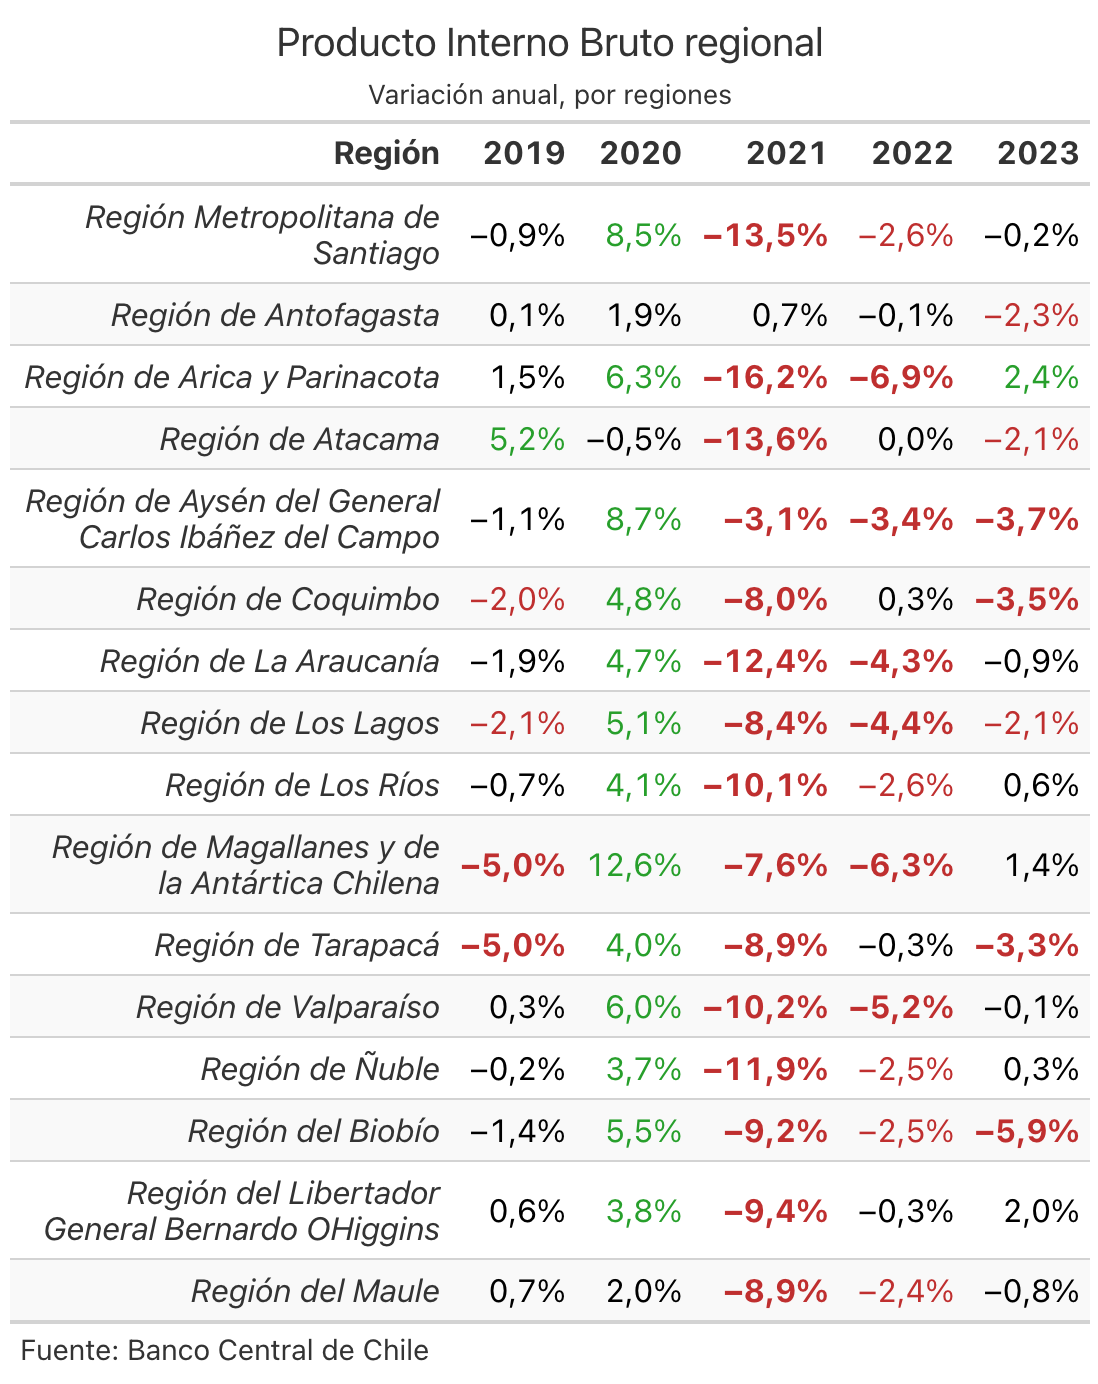 Producto Interno Bruto regional
Variación anual, por regiones
Región 2019 2020 2021 2022 2023
Región Metropolitana de
Santiago −0,9% 8,5% −13,5% −2,6% −0,2%
Región de Antofagasta 0,1% 1,9% 0,7% −0,1% −2,3%
Región de Arica y Parinacota 1,5% 6,3% −16,2% −6,9% 2,4%
Región de Atacama 5,2% −0,5% −13,6% 0,0% −2,1%
Región de Aysén del General
Carlos Ibáñez del Campo −1,1% 8,7% −3,1% −3,4% −3,7%
Región de Coquimbo −2,0% 4,8% −8,0% 0,3% −3,5%
Región de La Araucanía −1,9% 4,7% −12,4% −4,3% −0,9%
Región de Los Lagos −2,1% 5,1% −8,4% −4,4% −2,1%
Región de Los Ríos −0,7% 4,1% −10,1% −2,6% 0,6%
Región de Magallanes y de
la Antártica Chilena −5,0% 12,6% −7,6% −6,3% 1,4%
Región de Tarapacá −5,0% 4,0% −8,9% −0,3% −3,3%
Región de Valparaíso 0,3% 6,0% −10,2% −5,2% −0,1%
Región de Ñuble −0,2% 3,7% −11,9% −2,5% 0,3%
Región del Biobío −1,4% 5,5% −9,2% −2,5% −5,9%
Región del Libertador
General Bernardo OHiggins 0,6% 3,8% −9,4% −0,3% 2,0%
Región del Maule 0,7% 2,0% −8,9% −2,4% −0,8%
Fuente: Banco Central de Chile